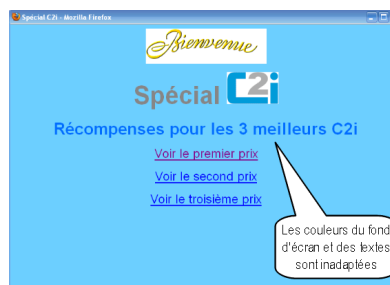 Spécial C2i - Mozilla Firefox
Bienvenue
Spécial C2i
Récompenses pour les 3 meilleurs C2i
Voir le premier prix
Voir le second prix
Voir le troisième prix
Les couleurs du fond
d'écran et des textes
sont inadaptées